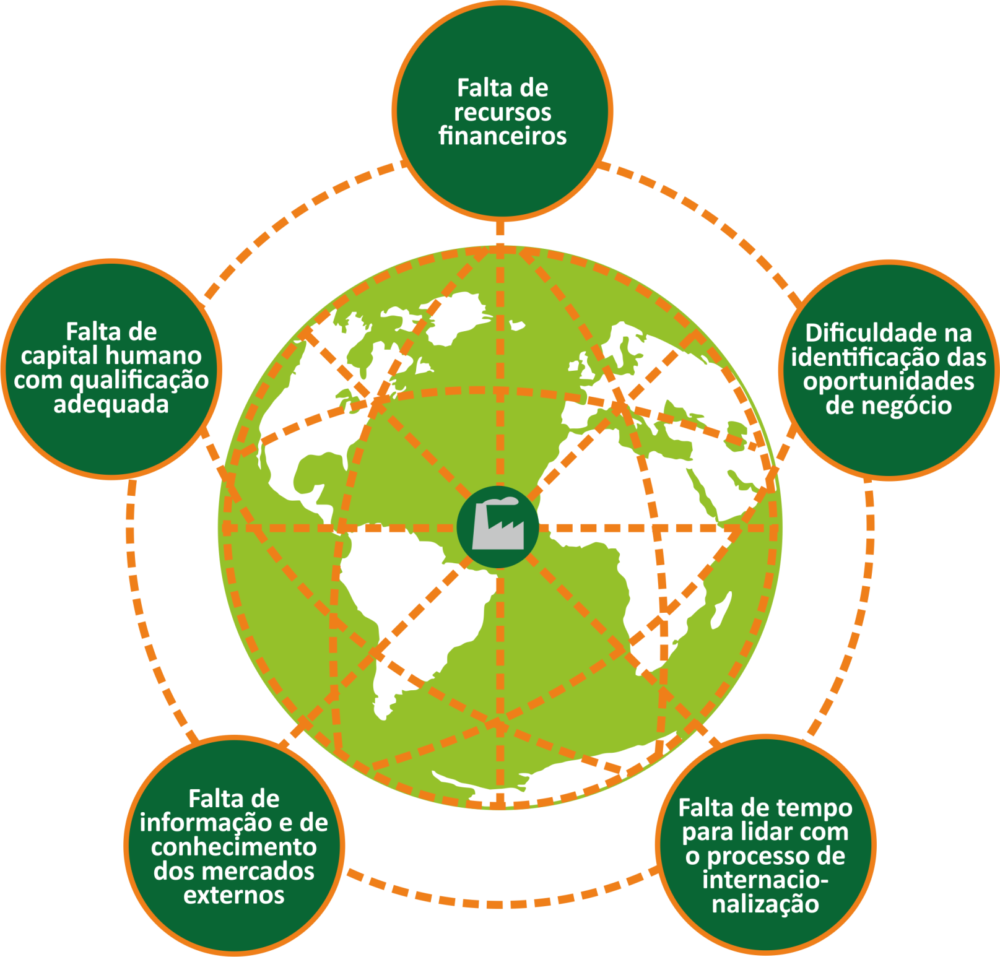 Falta de
recursos
financeiros
Falta de
capital humano
com qualificação
adequada
Dificuldade na
identificação das
oportunidades
de negócio
Falta de
informação e de
conhecimento
dos mercados
externos
Falta de tempo
para lidar com
o processo de
internacio-
nalização